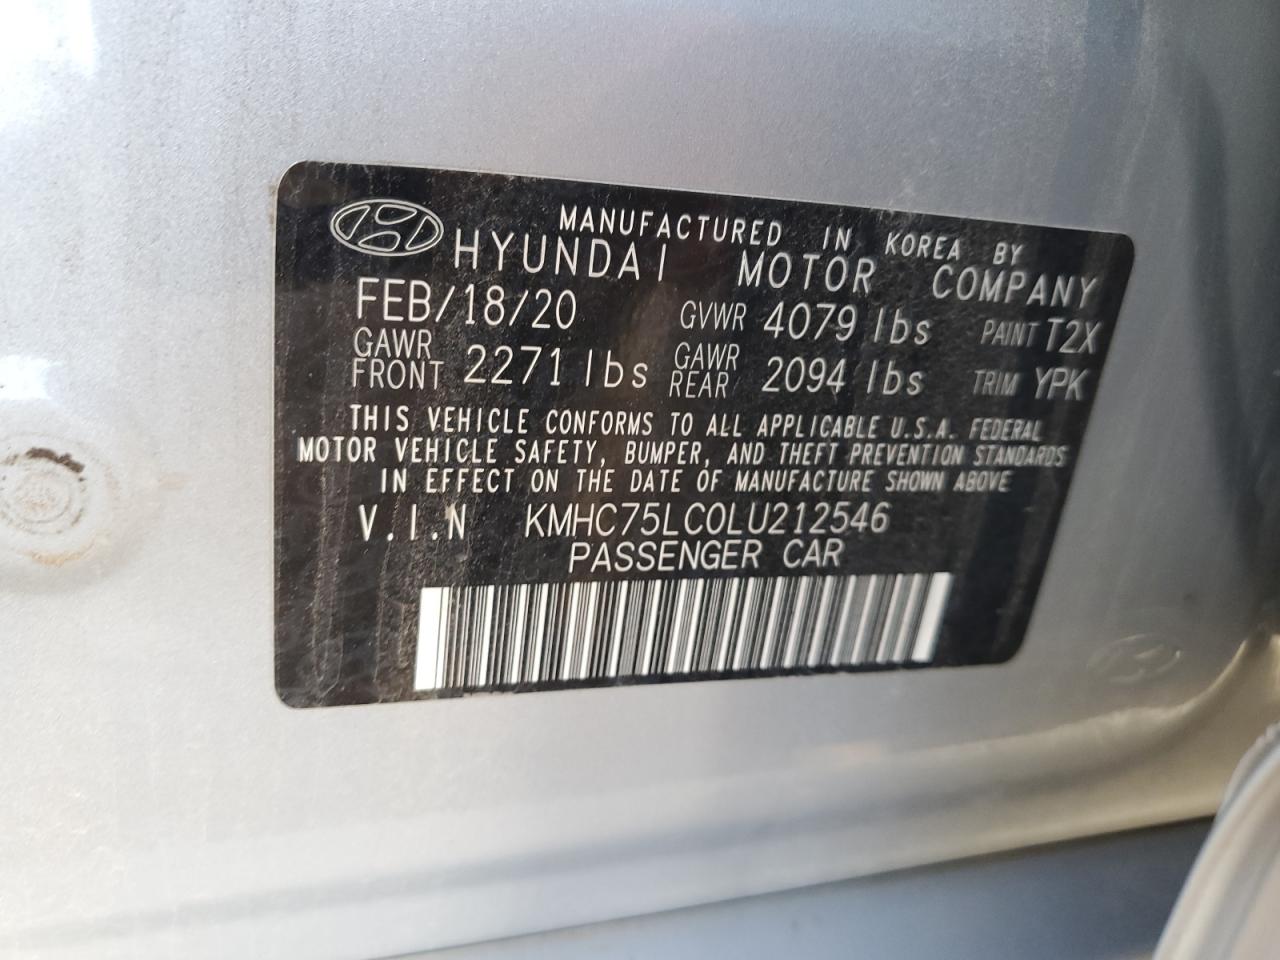 MANUFACTURED IN KOREA BY
HYUNDAI MOTOR COMPANY
FEB/18/20 GVWR 4079 lbs PAINT T2X
GAWR FRONT 2271 lbs GAWR REAR 2094 lbs TRIM YPK
THIS VEHICLE CONFORMS TO ALL APPLICABLE U.S.A. FEDERAL
MOTOR VEHICLE SAFETY, BUMPER, AND THEFT PREVENTION STANDARDS
IN EFFECT ON THE DATE OF MANUFACTURE SHOWN ABOVE
V.I.N KMHC75LC0LU212546
PASSENGER CAR